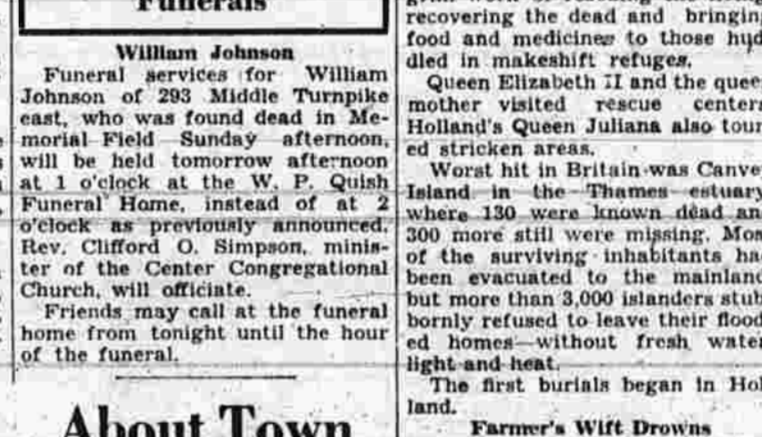 Funerals
William Johnson
Funeral services for William
Johnson of 293 Middle Turnpike
east, who was found dead in Me-
morial Field Sunday afternoon,
will be held tomorrow afternoon
at 1 o'clock at the W. P. Quish
Funeral Home, instead of at 2
o'clock as previously announced.
Rev. Clifford O. Simpson, minis-
ter of the Center Congregational
Church, will officiate.
Friends may call at the funeral
home from tonight until the hour
of the funeral.
About Town
recovering the dead and bringin
food and medicines to those hud
dled in makeshift refuges.
Queen Elizabeth II and the quee
mother visited rescue centers
Holland's Queen Juliana also tour
ed stricken areas.
Worst hit in Britain was Canve
Island in the Thames estuary
where 130 were known dead an
300 more still were missing. Mos
of the surviving inhabitants ha
been evacuated to the mainland
but more than 3,000 islanders stub
bornly refused to leave their flood
ed homes—without fresh water
light and heat.
The first burials began in Hol
land.
Farmer's Wift Drowns